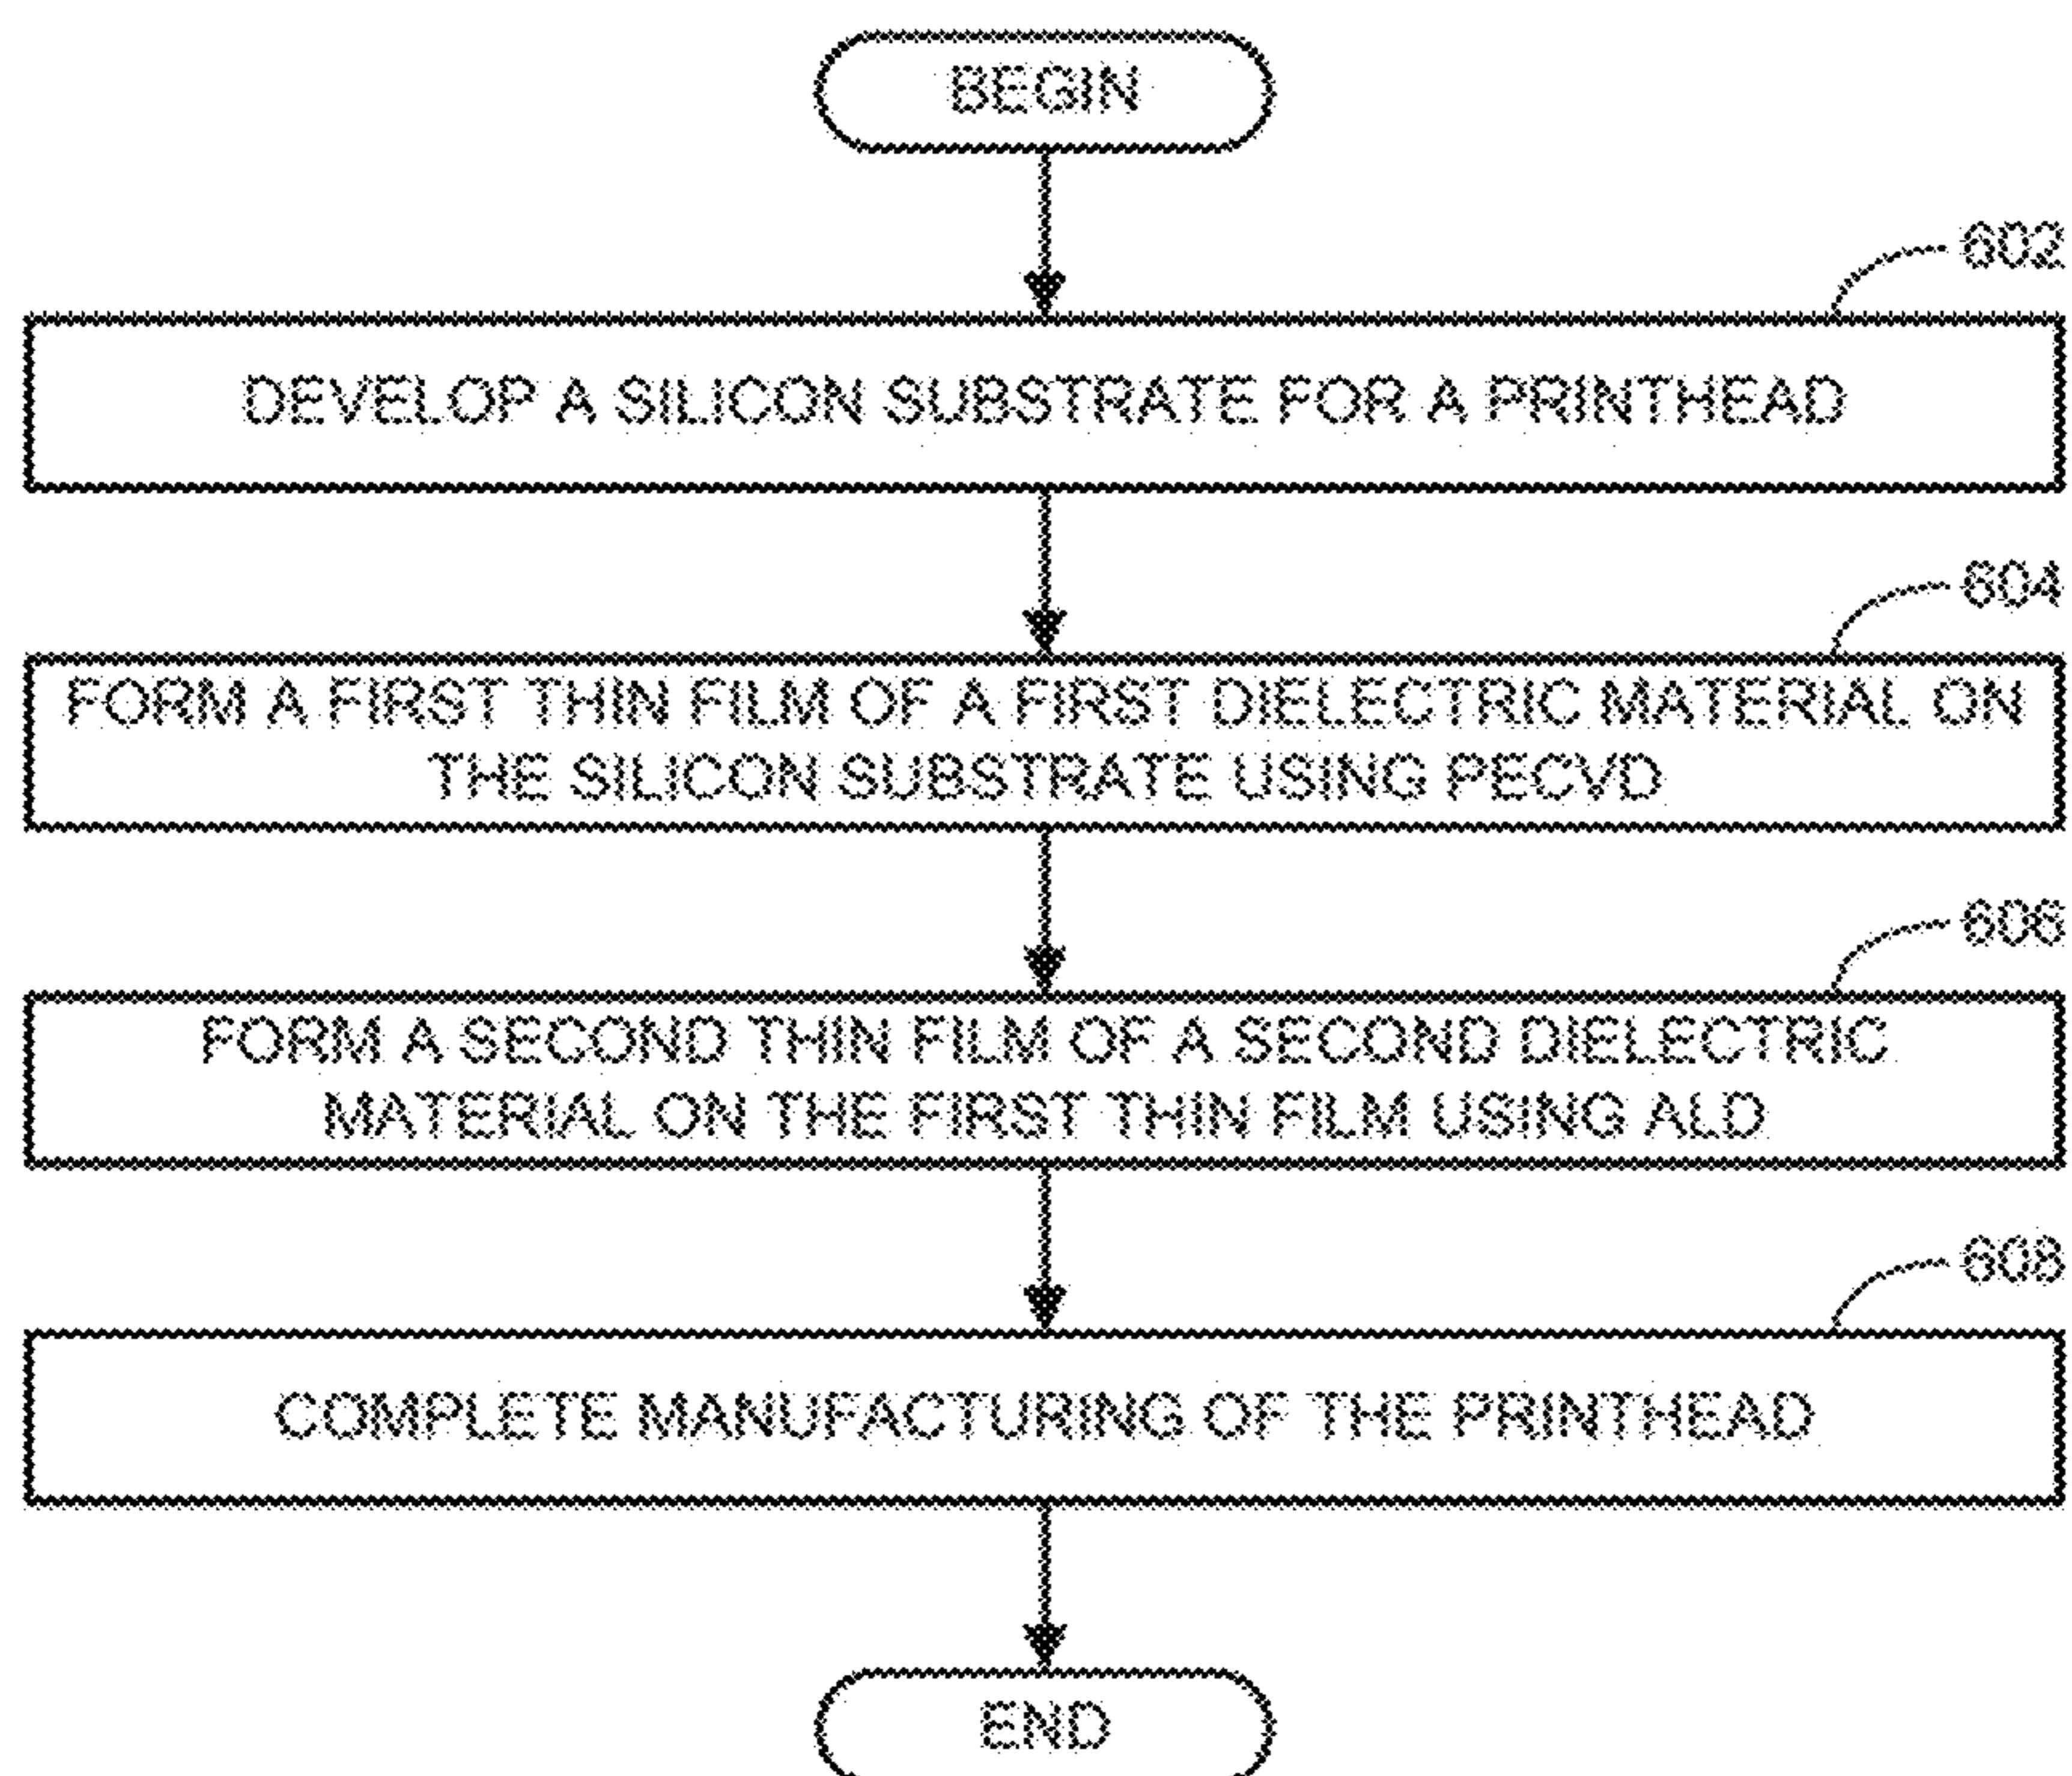 BEGIN
602
DEVELOP A SILICON SUBSTRATE FOR A PRINTHEAD
604
FORM A FIRST THIN FILM OF A FIRST DIELECTRIC MATERIAL ON
THE SILICON SUBSTRATE USING PECVD
606
FORM A SECOND THIN FILM OF A SECOND DIELECTRIC
MATERIAL ON THE FIRST THIN FILM USING ALD
608
COMPLETE MANUFACTURING OF THE PRINTHEAD
END